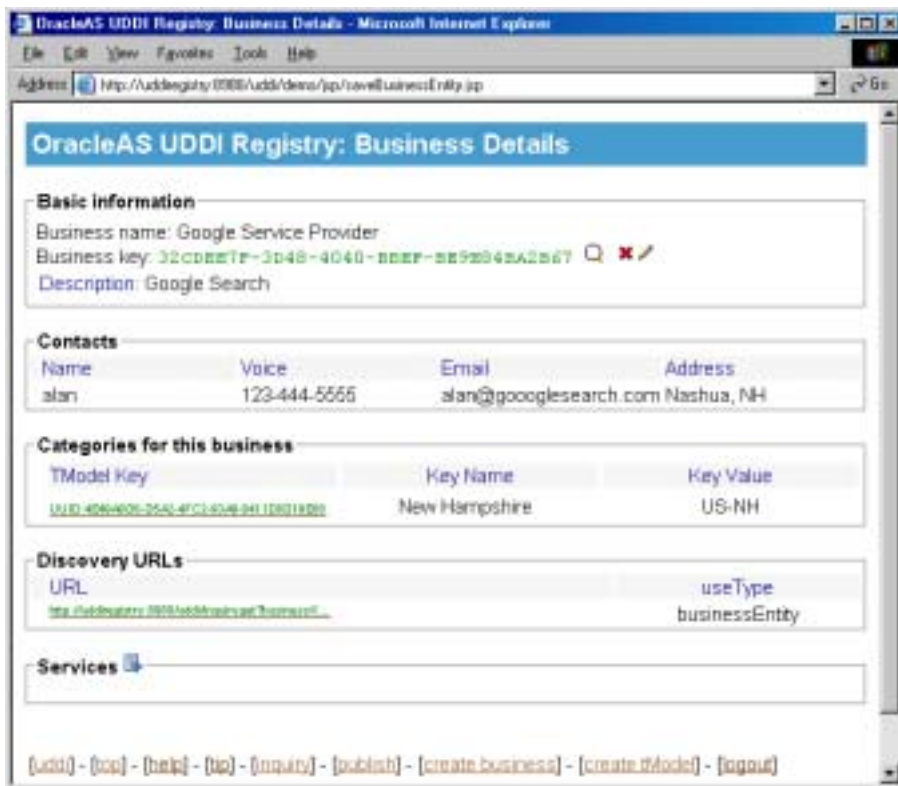 OracleAS UDDI Registry: Business Details - Microsoft Internet Explorer
File Edit View Favorites Tools Help
Address Go
OracleAS UDDI Registry: Business Details
Basic information
Business name: Google Service Provider
Business key:
Description: Google Search
Contacts
Name Voice Email Address
alan 123-444-5555 alan@goooglesearch.com Nashua, NH
Categories for this business
TModel Key Key Name Key Value
New Hampshire US-NH
Discovery URLs
URL useType
businessEntity
Services
[uddi] - [top] - [help] - [tip] - [inquiry] - [publish] - [create business] - [create tModel] - [logout]